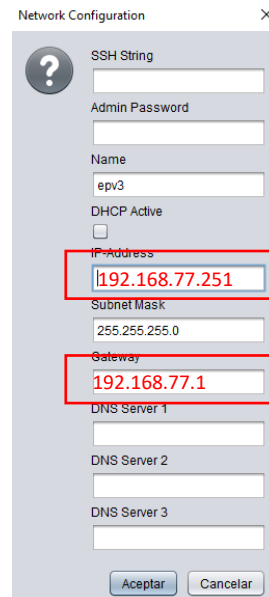 Network Configuration
SSH String
Admin Password
Name
epv3
DHCP Active
IP-Address
192.168.77.251
Subnet Mask
255.255.255.0
Gateway
192.168.77.1
DNS Server 1
DNS Server 2
DNS Server 3
Aceptar Cancelar